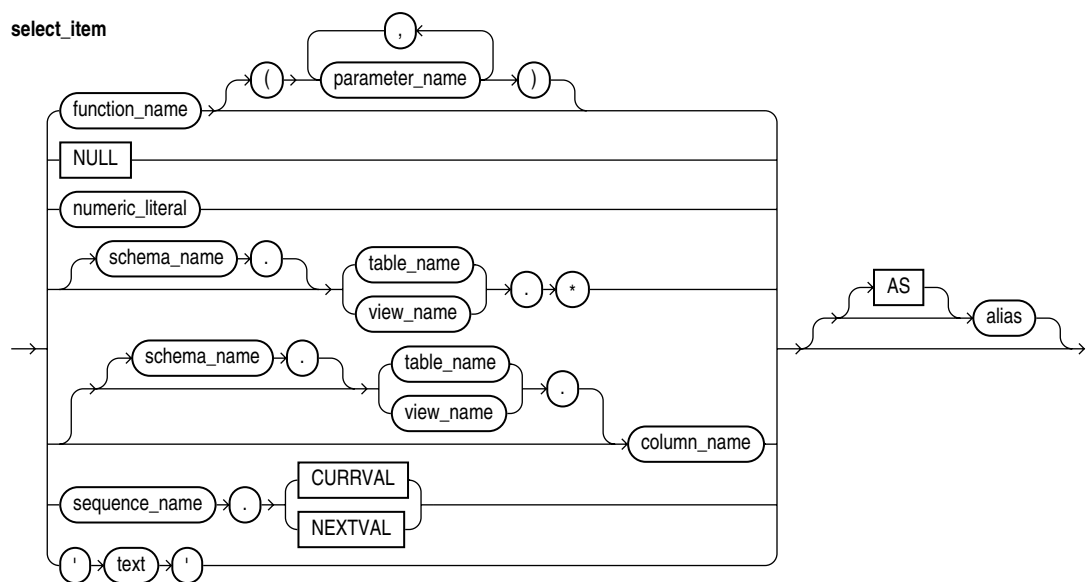 select_item
,
( parameter_name )
function_name
NULL
numeric_literal
schema_name .
table_name
view_name
. *
AS
alias
schema_name .
table_name
view_name
.
column_name
CURRVAL
sequence_name .
NEXTVAL
' text '